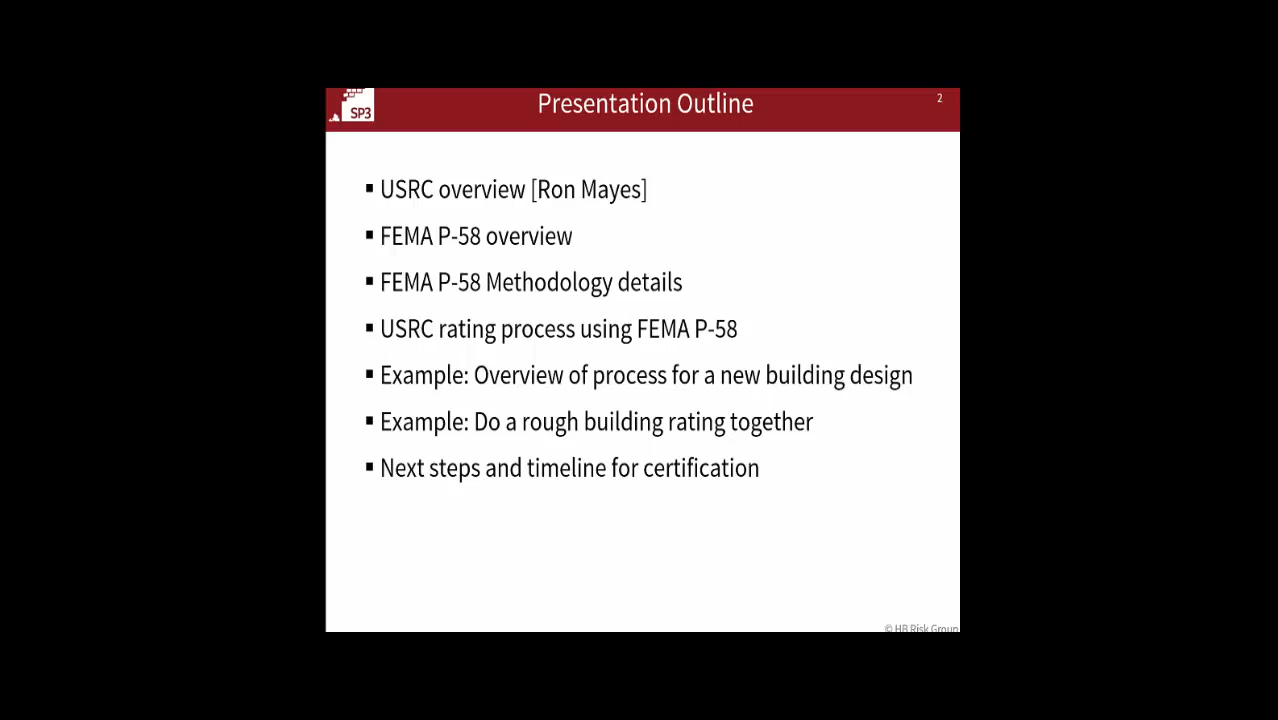 SP3
Presentation Outline
2
▪ USRC overview [Ron Mayes]
▪ FEMA P-58 overview
▪ FEMA P-58 Methodology details
▪ USRC rating process using FEMA P-58
▪ Example: Overview of process for a new building design
▪ Example: Do a rough building rating together
▪ Next steps and timeline for certification
© HB Risk Group